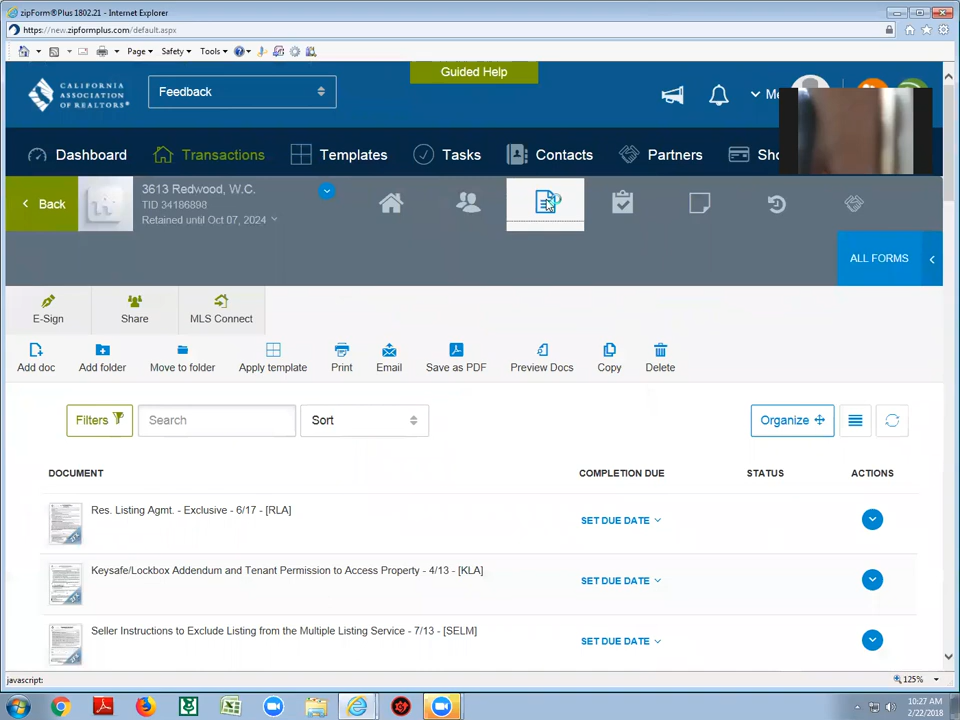 zipForm®Plus 1802.21 - Internet Explorer
https://new.zipformplus.com/default.aspx
Page Safety Tools
CALIFORNIA
ASSOCIATION
OF REALTORS®
Feedback
Guided Help
Me
Dashboard Transactions Templates Tasks Contacts Partners Sho
Back
3613 Redwood, W.C.
TID 34186898
Retained until Oct 07, 2024
ALL FORMS
E-Sign Share MLS Connect
Add doc Add folder Move to folder Apply template Print Email Save as PDF Preview Docs Copy Delete
Filters Search Sort Organize
DOCUMENT COMPLETION DUE STATUS ACTIONS
Res. Listing Agmt. - Exclusive - 6/17 - [RLA]
SET DUE DATE
Keysafe/Lockbox Addendum and Tenant Permission to Access Property - 4/13 - [KLA]
SET DUE DATE
Seller Instructions to Exclude Listing from the Multiple Listing Service - 7/13 - [SELM]
SET DUE DATE
javascript:
125%
10:27 AM
2/22/2018